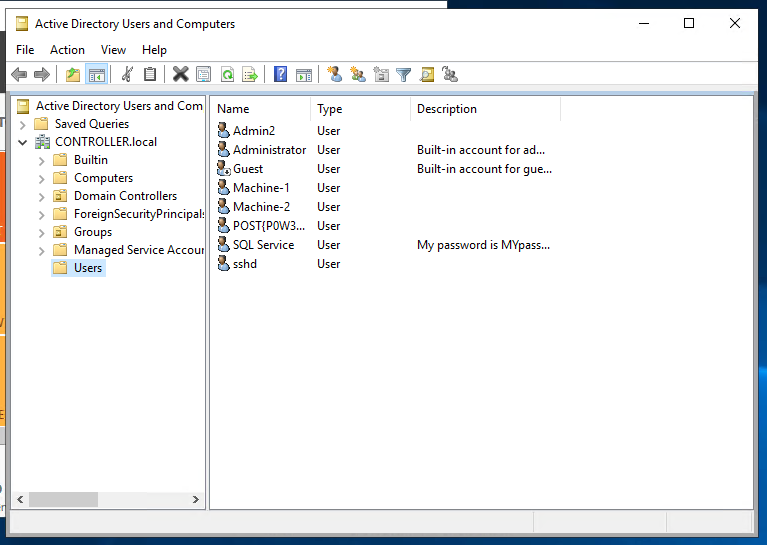 Active Directory Users and Computers
File Action View Help
Active Directory Users and Com
Saved Queries
CONTROLLER.local
Builtin
Computers
Domain Controllers
ForeignSecurityPrincipals
Groups
Managed Service Accour
Users
Name Type Description
Admin2 User
Administrator User Built-in account for ad...
Guest User Built-in account for gue...
Machine-1 User
Machine-2 User
POST{P0W3... User
SQL Service User My password is MYpass...
sshd User